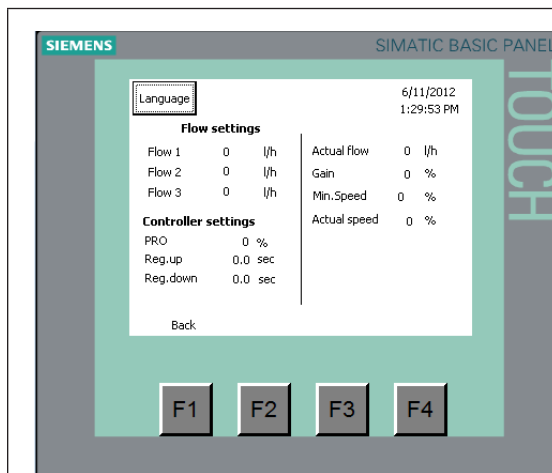 SIEMENS
SIMATIC BASIC PANEL
TOUCH
Language
6/11/2012
1:29:53 PM
Flow settings
Flow 1 0 l/h
Flow 2 0 l/h
Flow 3 0 l/h
Controller settings
PRO 0 %
Reg.up 0.0 sec
Reg.down 0.0 sec
Actual flow 0 l/h
Gain 0 %
Min.Speed 0 %
Actual speed 0 %
Back
F1 F2 F3 F4